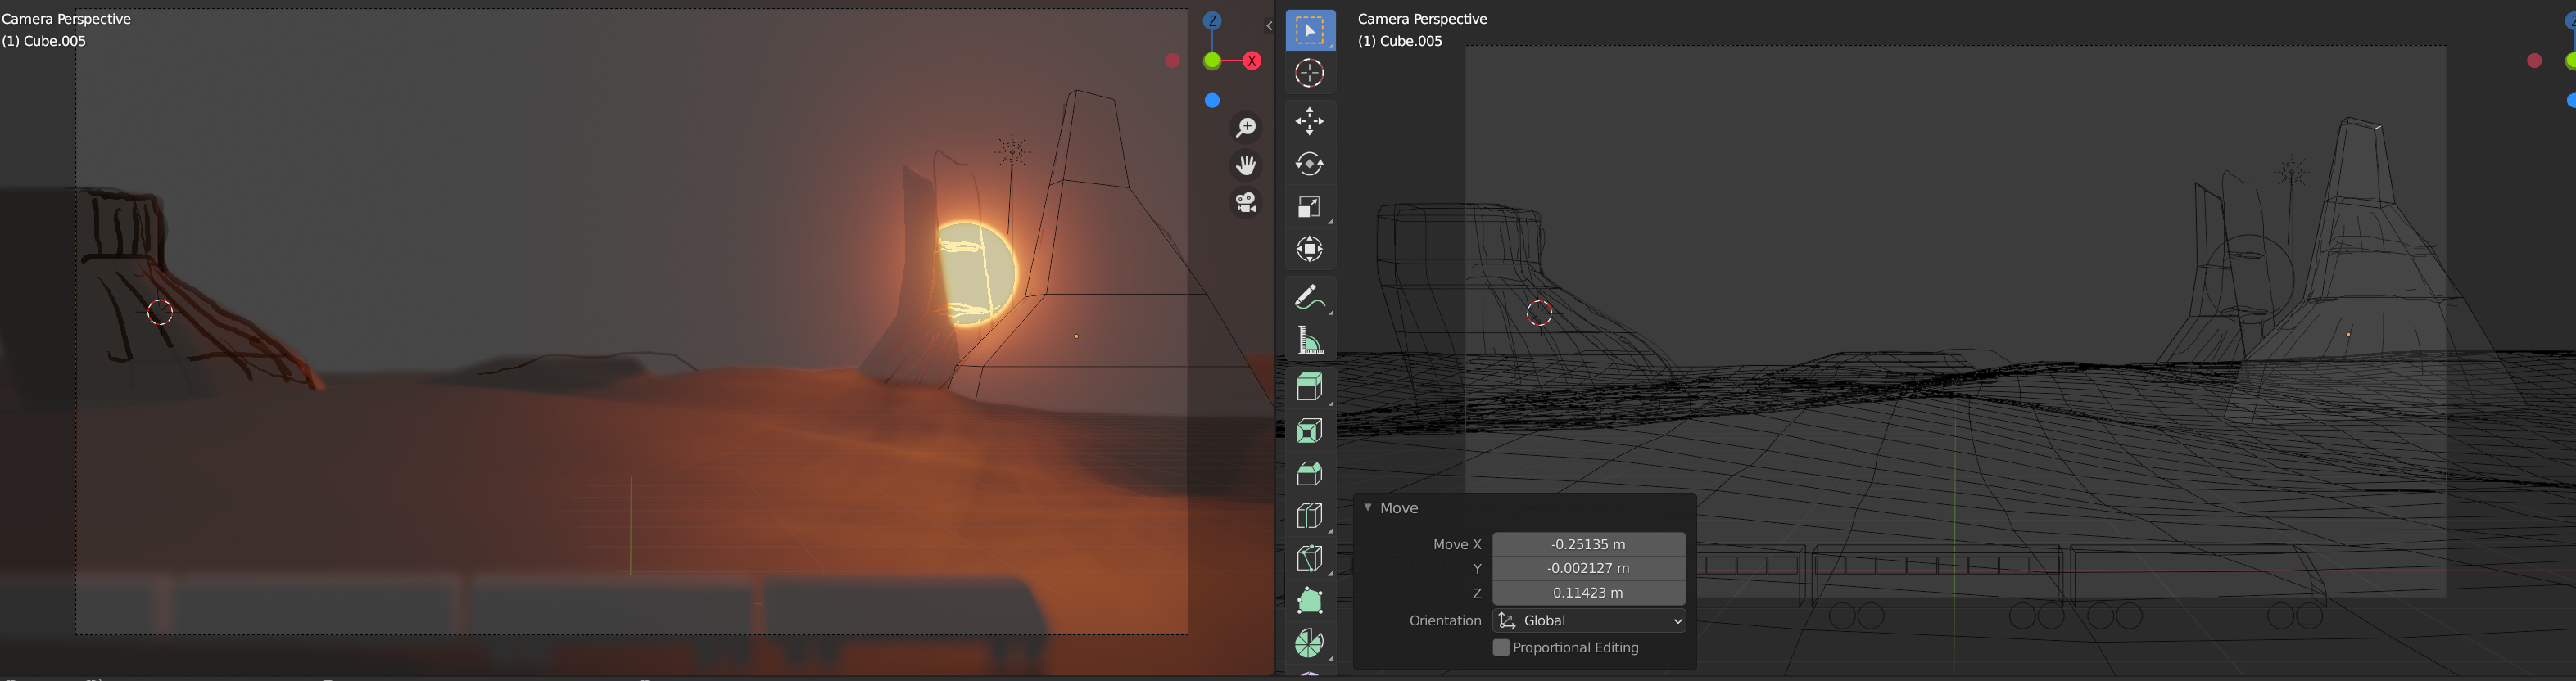 Camera Perspective
(1) Cube.005
Z
X
Camera Perspective
(1) Cube.005
Move
Move X
-0.25135 m
Y
-0.002127 m
Z
0.11423 m
Orientation
Global
Proportional Editing